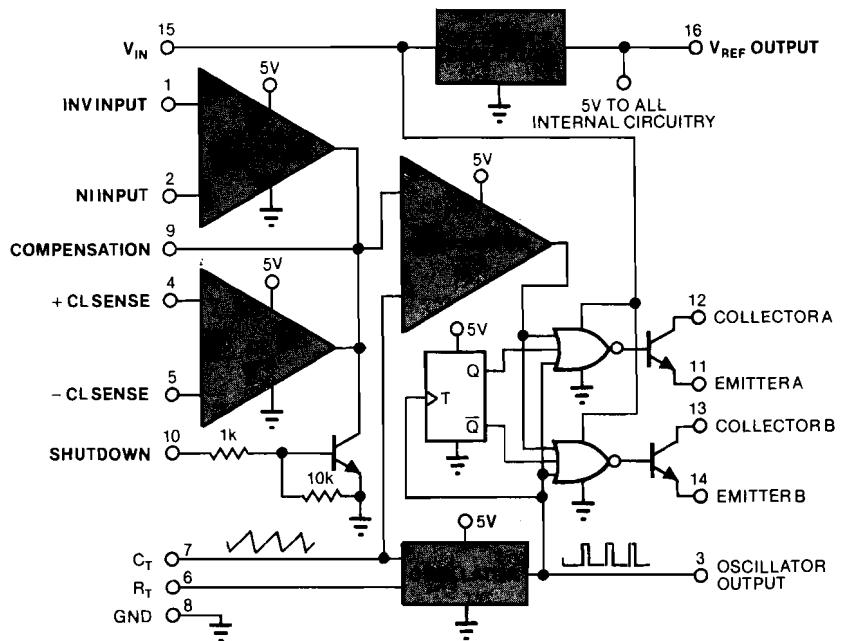 15
V_IN
16
V_REF OUTPUT
5V TO ALL
INTERNAL CIRCUITRY
1
INV INPUT
5V
2
NI INPUT
5V
9
COMPENSATION
4
+ CL SENSE
5V
5
− CL SENSE
12
COLLECTOR A
11
EMITTER A
5V
Q
T
Q̅
13
COLLECTOR B
14
EMITTER B
10
SHUTDOWN
1k
10k
5V
7
C_T
6
R_T
8
GND
3
OSCILLATOR
OUTPUT